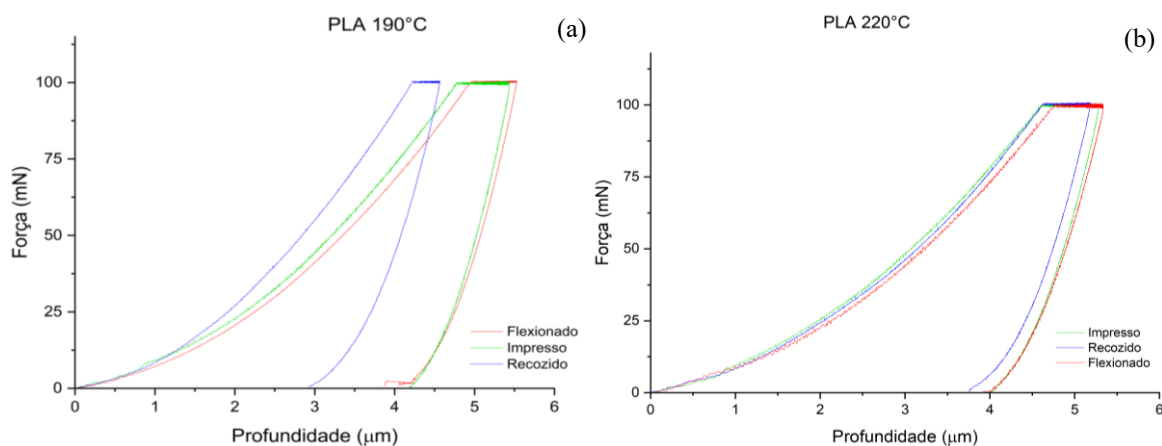 PLA 190°C
(a)
Força (mN)
100
75
50
25
0
0 1 2 3 4 5 6
Profundidade (μm)
Flexionado
Impresso
Recozido
PLA 220°C
(b)
Força (mN)
100
75
50
25
0
0 1 2 3 4 5 6
Profundidade (μm)
Impresso
Recozido
Flexionado